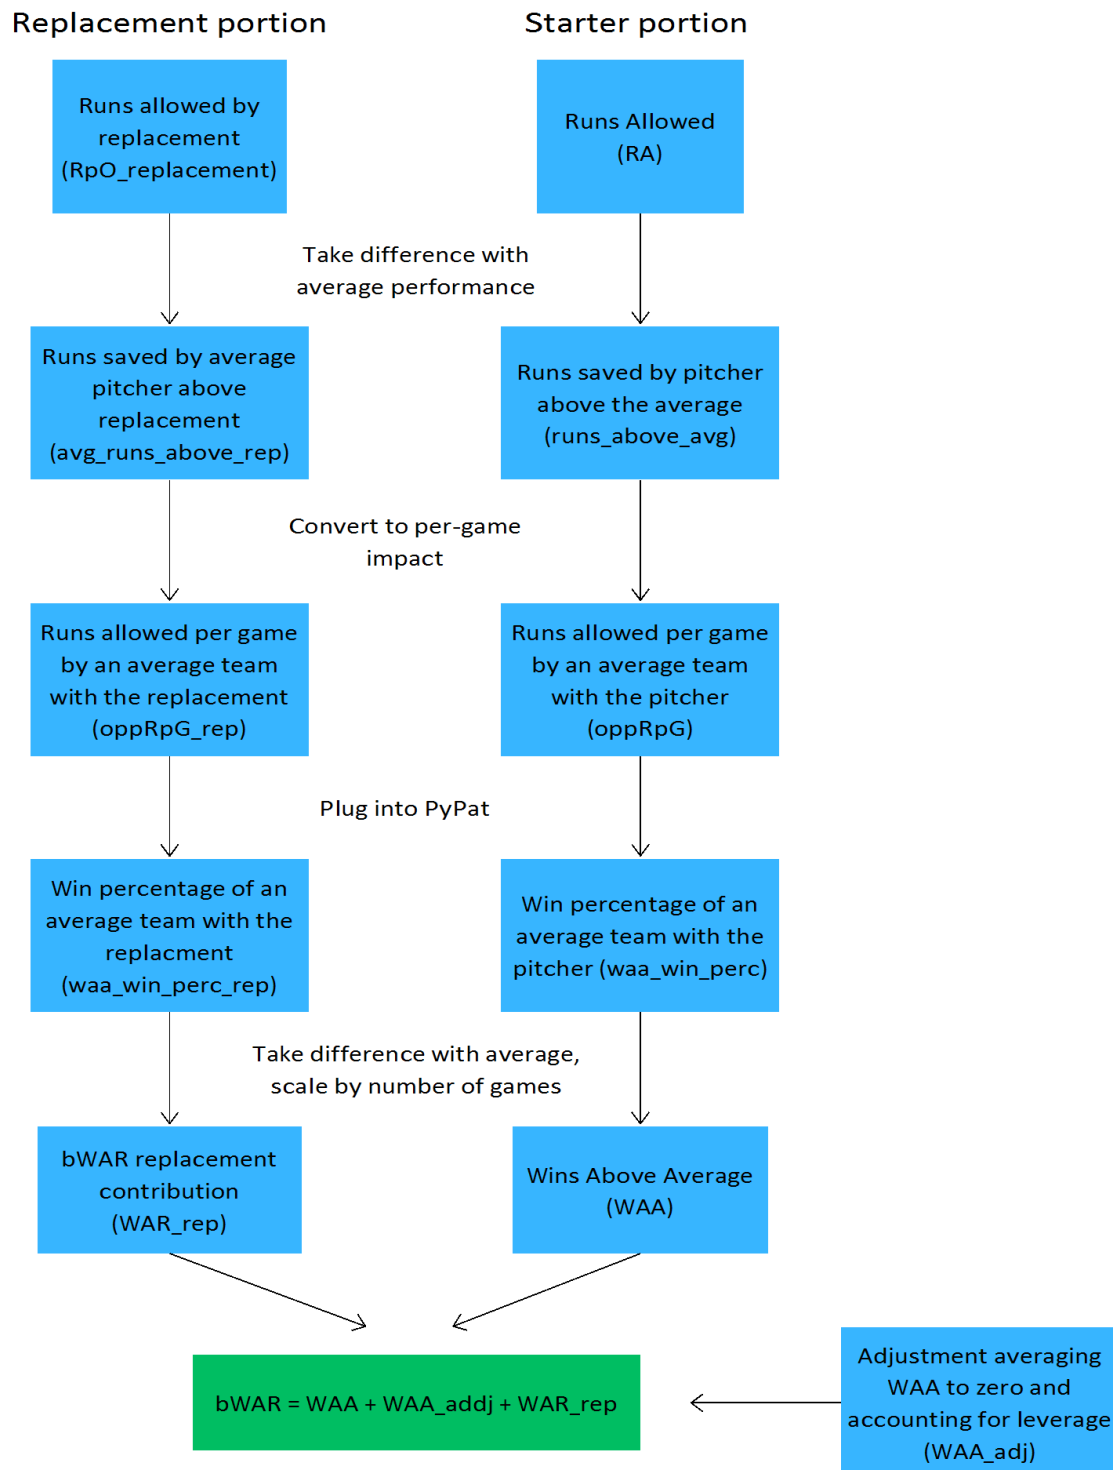 Replacement portion
Starter portion
Runs allowed by
replacement
(RpO_replacement)
Runs Allowed
(RA)
Take difference with
average performance
Runs saved by average
pitcher above
replacement
(avg_runs_above_rep)
Runs saved by pitcher
above the average
(runs_above_avg)
Convert to per-game
impact
Runs allowed per game
by an average team
with the replacement
(oppRpG_rep)
Runs allowed per game
by an average team
with the pitcher
(oppRpG)
Plug into PyPat
Win percentage of an
average team with the
replacment
(waa_win_perc_rep)
Win percentage of an
average team with the
pitcher (waa_win_perc)
Take difference with average,
scale by number of games
bWAR replacement
contribution
(WAR_rep)
Wins Above Average
(WAA)
bWAR = WAA + WAA_addj + WAR_rep
Adjustment averaging
WAA to zero and
accounting for leverage
(WAA_adj)